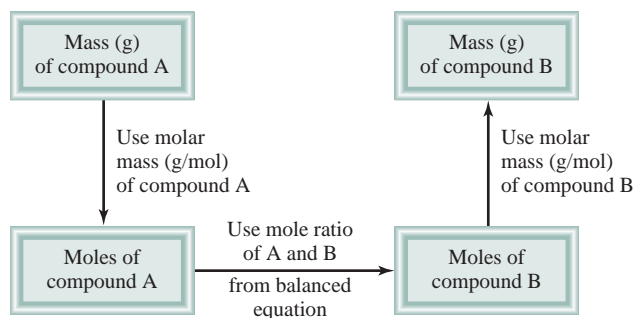 Mass (g)
of compound A
Mass (g)
of compound B
Use molar
mass (g/mol)
of compound A
Use molar
mass (g/mol)
of compound B
Moles of
compound A
Use mole ratio
of A and B
from balanced
equation
Moles of
compound B